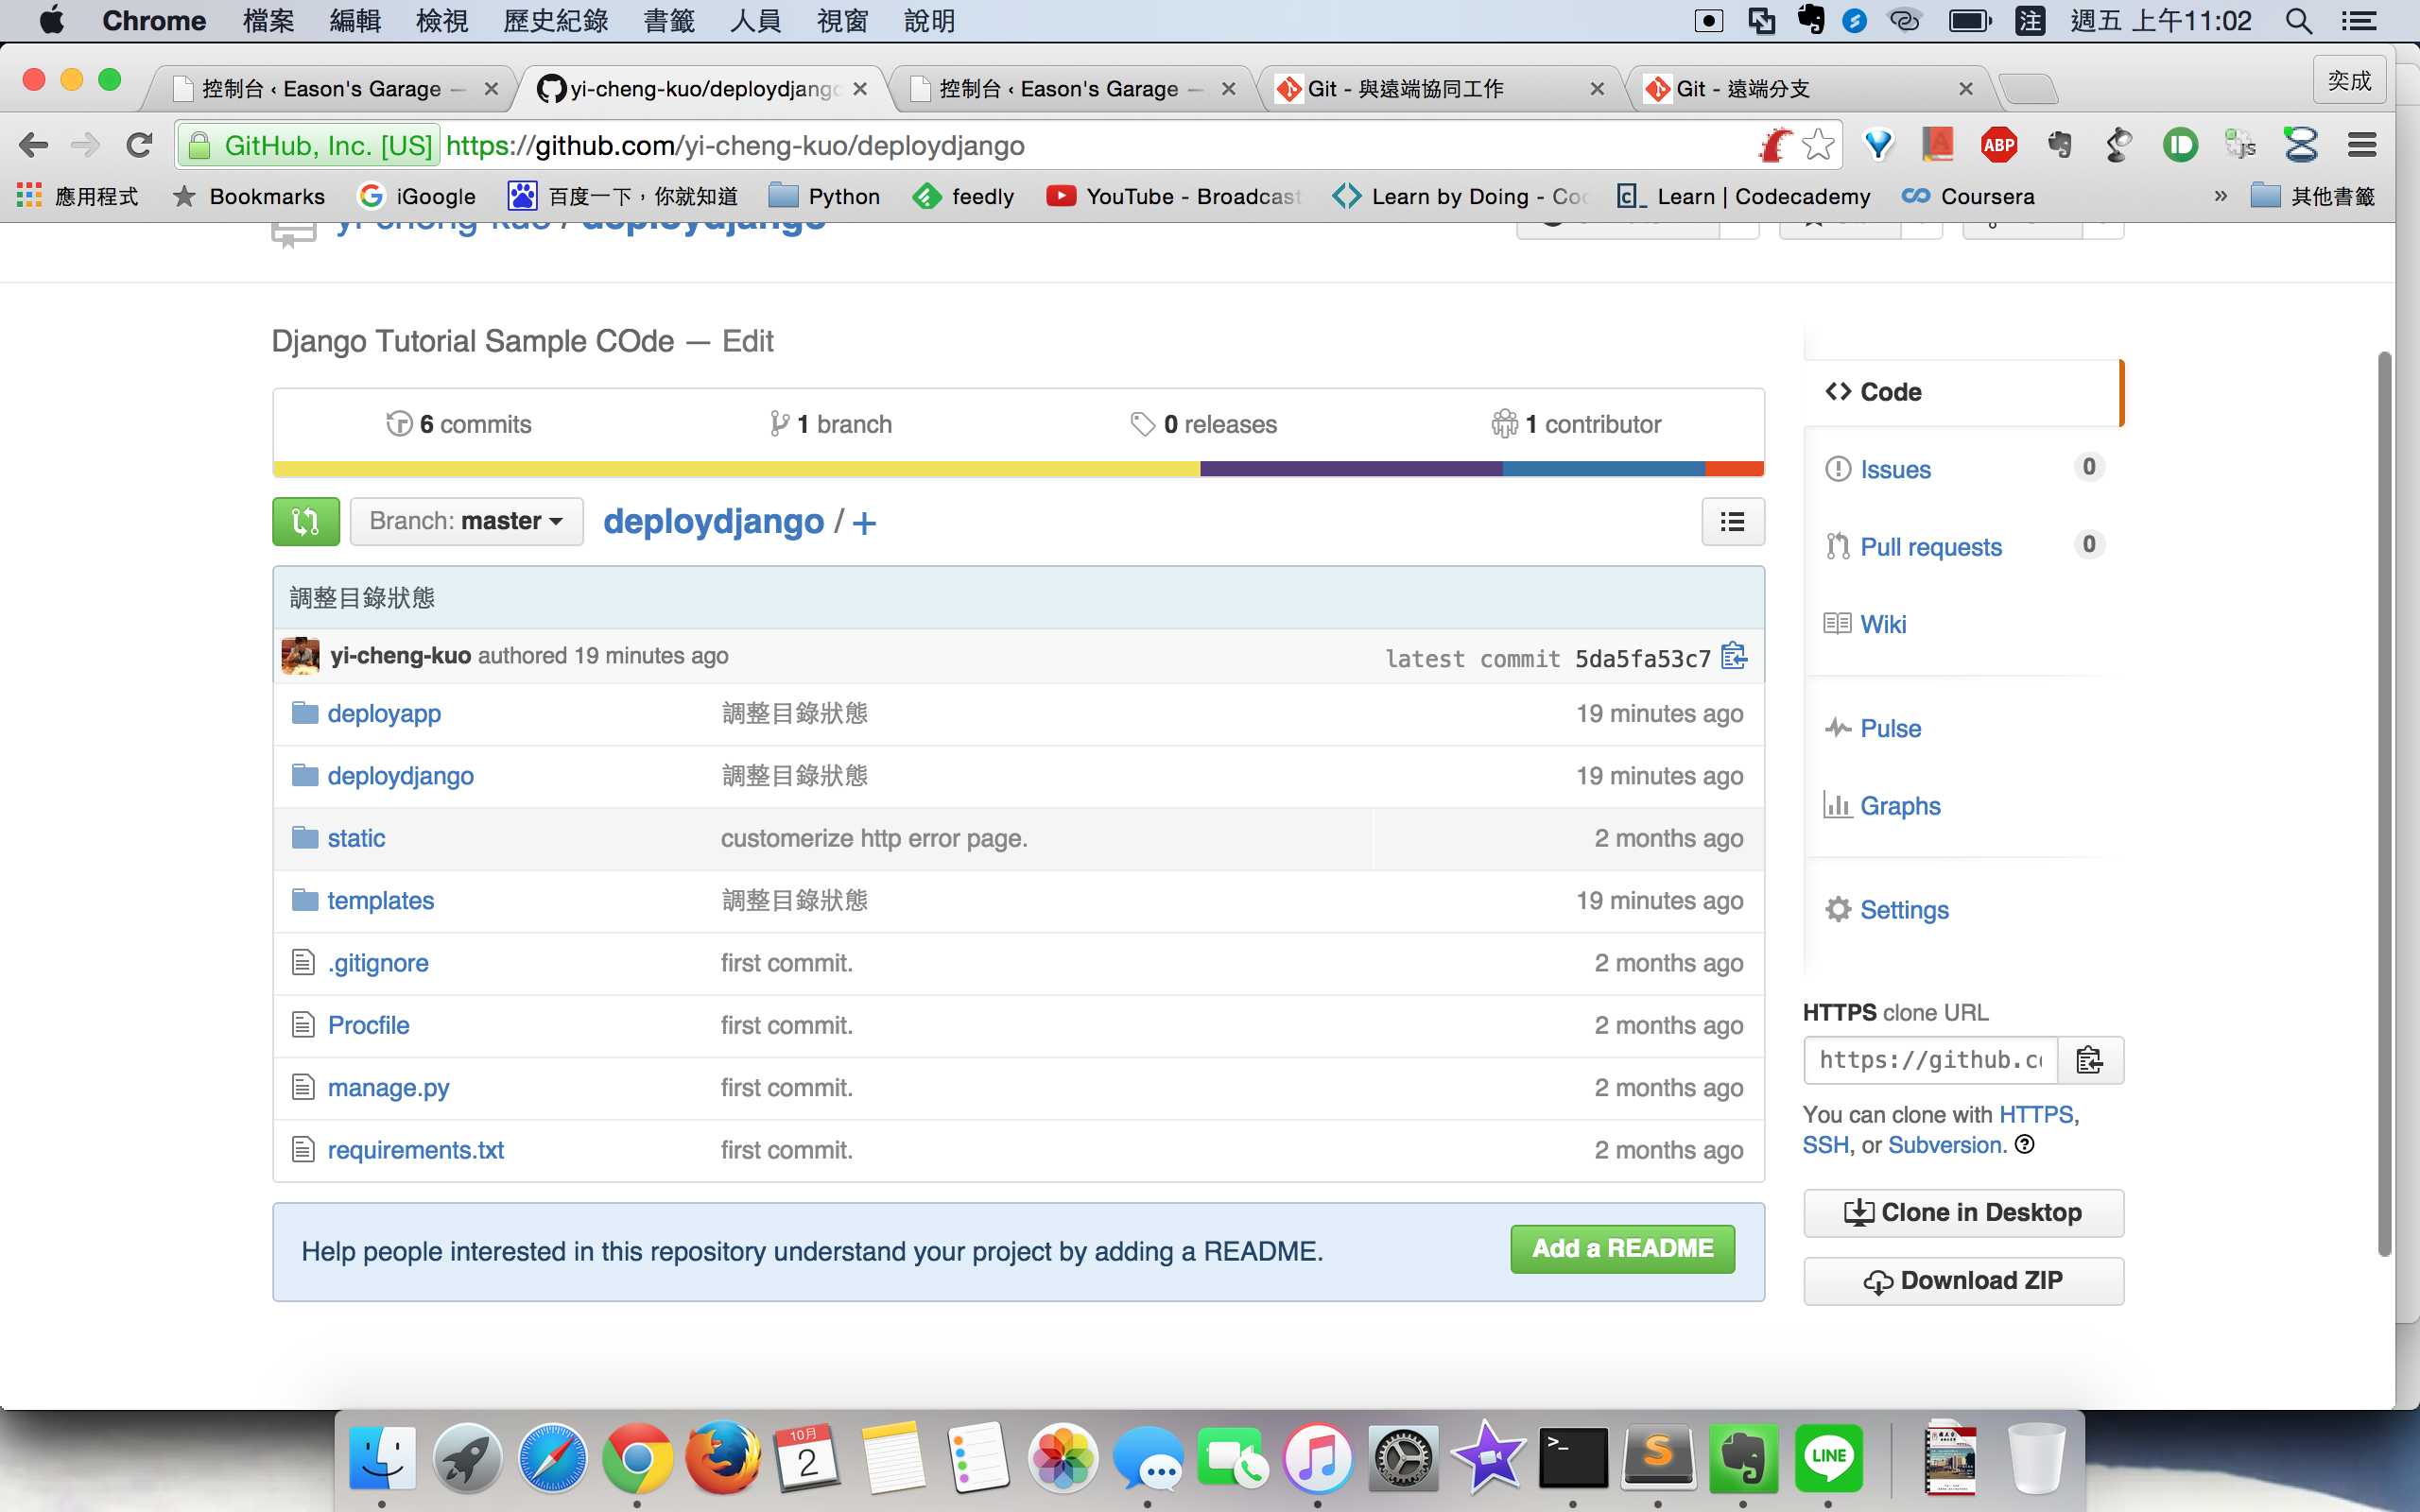 Chrome 檔案 編輯 檢視 歷史紀錄 書籤 人員 視窗 說明 注 週五 上午11:02
控制台 ‹ Eason's Garage — yi-cheng-kuo/deploydjango 控制台 ‹ Eason's Garage — Git - 與遠端協同工作 Git - 遠端分支 奕成
GitHub, Inc. [US] https://github.com/yi-cheng-kuo/deploydjango ABP
應用程式 Bookmarks iGoogle 百度一下，你就知道 Python feedly YouTube - Broadcast Learn by Doing - Co Learn | Codecademy Coursera » 其他書籤
yi-cheng-kuo / deploydjango
Django Tutorial Sample COde — Edit
6 commits 1 branch 0 releases 1 contributor
Branch: master deploydjango / +
調整目錄狀態
yi-cheng-kuo authored 19 minutes ago latest commit 5da5fa53c7
deployapp 調整目錄狀態 19 minutes ago
deploydjango 調整目錄狀態 19 minutes ago
static customerize http error page. 2 months ago
templates 調整目錄狀態 19 minutes ago
.gitignore first commit. 2 months ago
Procfile first commit. 2 months ago
manage.py first commit. 2 months ago
requirements.txt first commit. 2 months ago
Help people interested in this repository understand your project by adding a README. Add a README
Code
Issues 0
Pull requests 0
Wiki
Pulse
Graphs
Settings
HTTPS clone URL
https://github.co
You can clone with HTTPS,
SSH, or Subversion.
Clone in Desktop
Download ZIP
10月
2
LINE